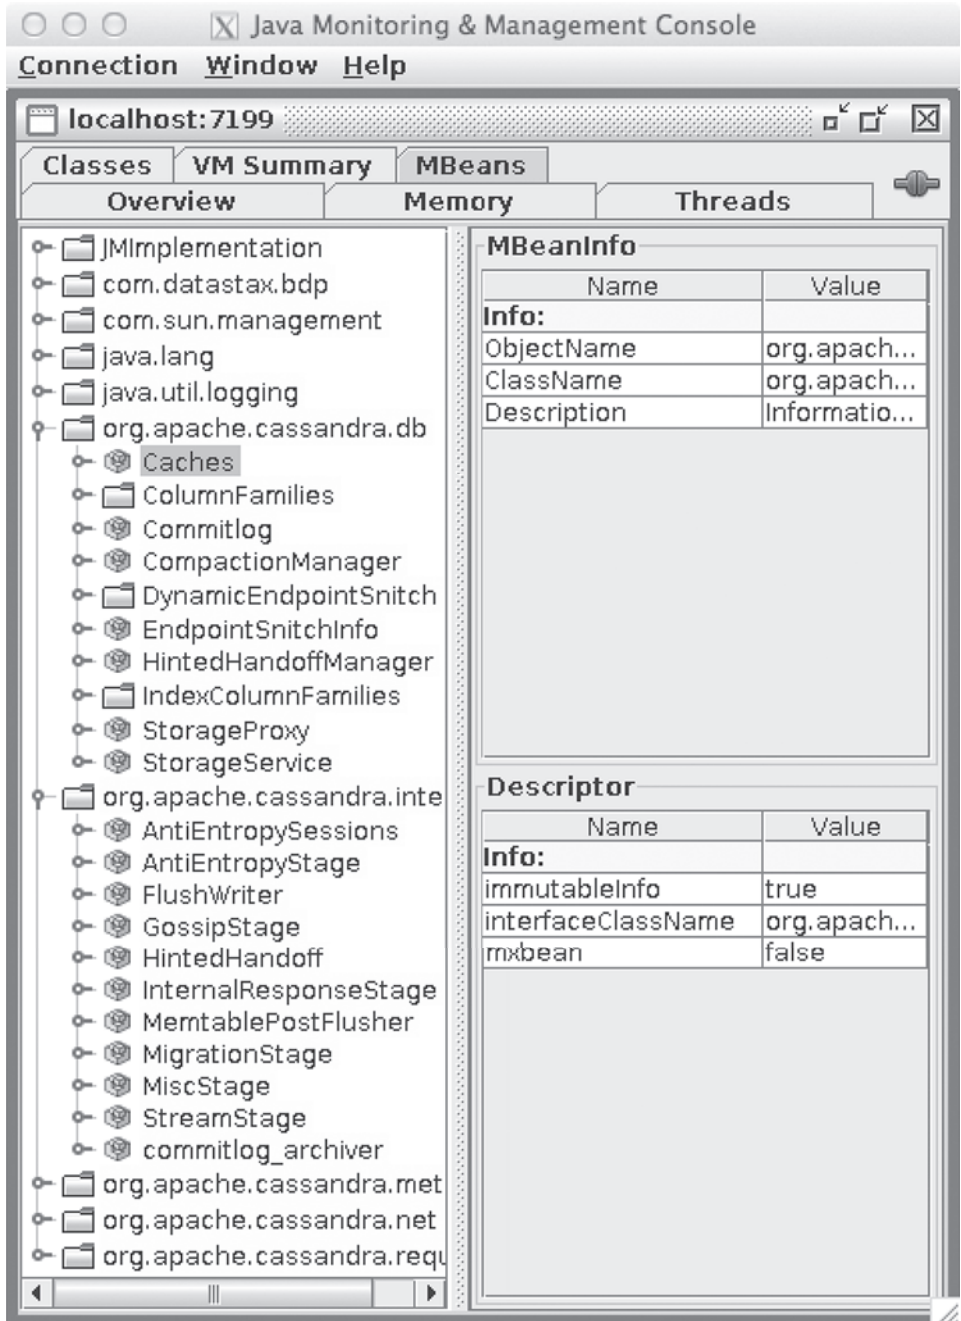 Java Monitoring & Management Console
Connection Window Help
localhost:7199
Classes VM Summary MBeans
Overview Memory Threads
JMImplementation
com.datastax.bdp
com.sun.management
java.lang
java.util.logging
org.apache.cassandra.db
Caches
ColumnFamilies
Commitlog
CompactionManager
DynamicEndpointSnitch
EndpointSnitchInfo
HintedHandoffManager
IndexColumnFamilies
StorageProxy
StorageService
org.apache.cassandra.inte
AntiEntropySessions
AntiEntropyStage
FlushWriter
GossipStage
HintedHandoff
InternalResponseStage
MemtablePostFlusher
MigrationStage
MiscStage
StreamStage
commitlog_archiver
org.apache.cassandra.met
org.apache.cassandra.net
org.apache.cassandra.requ
MBeanInfo
Name Value
Info:
ObjectName org.apach...
ClassName org.apach...
Description Informatio...
Descriptor
Name Value
Info:
immutableInfo true
interfaceClassName org.apach...
mxbean false